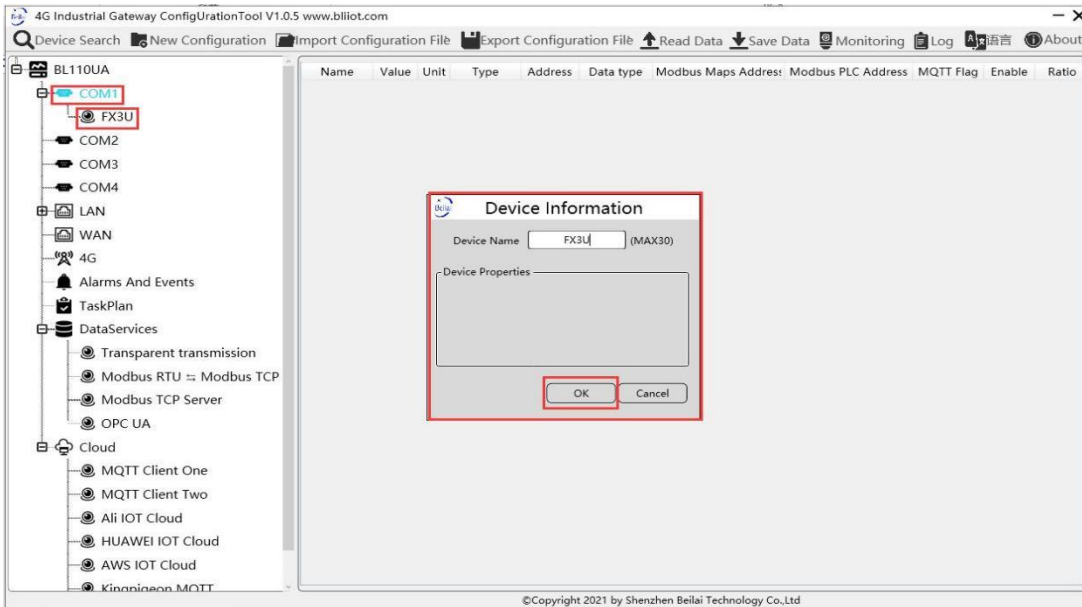 4G Industrial Gateway ConfigUrationTool V1.0.5 www.blliot.com
Device Search New Configuration Import Configuration File Export Configuration File Read Data Save Data Monitoring Log 语言 About
BL110UA
Name Value Unit Type Address Data type Modbus Maps Address Modbus PLC Address MQTT Flag Enable Ratio
COM1
FX3U
COM2
COM3
COM4
LAN
WAN
4G
Alarms And Events
TaskPlan
DataServices
Transparent transmission
Modbus RTU ⇆ Modbus TCP
Modbus TCP Server
OPC UA
Cloud
MQTT Client One
MQTT Client Two
Ali IOT Cloud
HUAWEI IOT Cloud
AWS IOT Cloud
Kingpigeon MQTT
Device Information
Device Name FX3U (MAX30)
Device Properties
OK Cancel
©Copyright 2021 by Shenzhen Beilai Technology Co.,Ltd